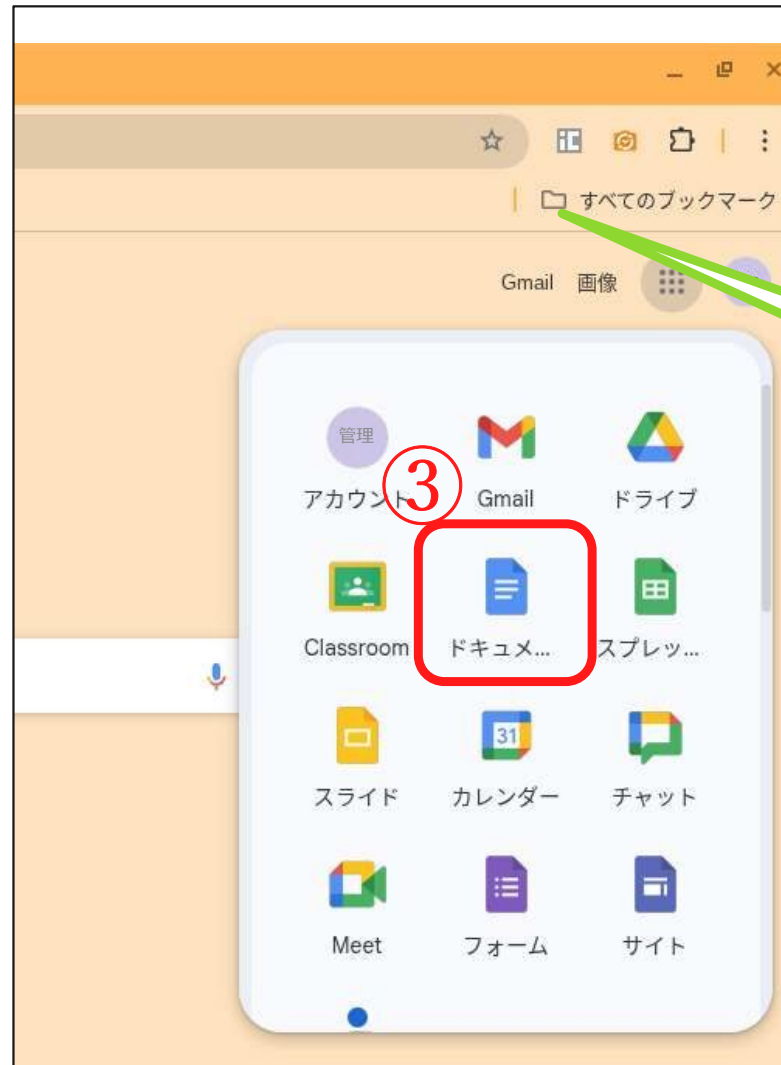 すべてのブックマーク
Gmail 画像
管理
アカウント Gmail ドライブ
③
Classroom ドキュメ... スプレッ...
31
スライド カレンダー チャット
Meet フォーム サイト